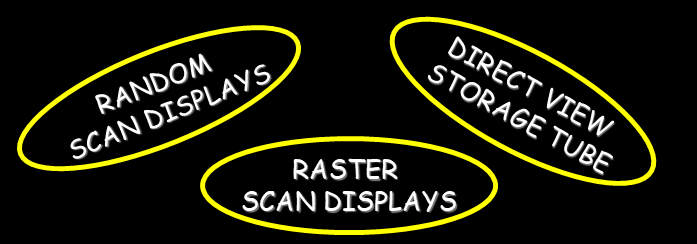 RANDOM
SCAN DISPLAYS
DIRECT VIEW
STORAGE TUBE
RASTER
SCAN DISPLAYS